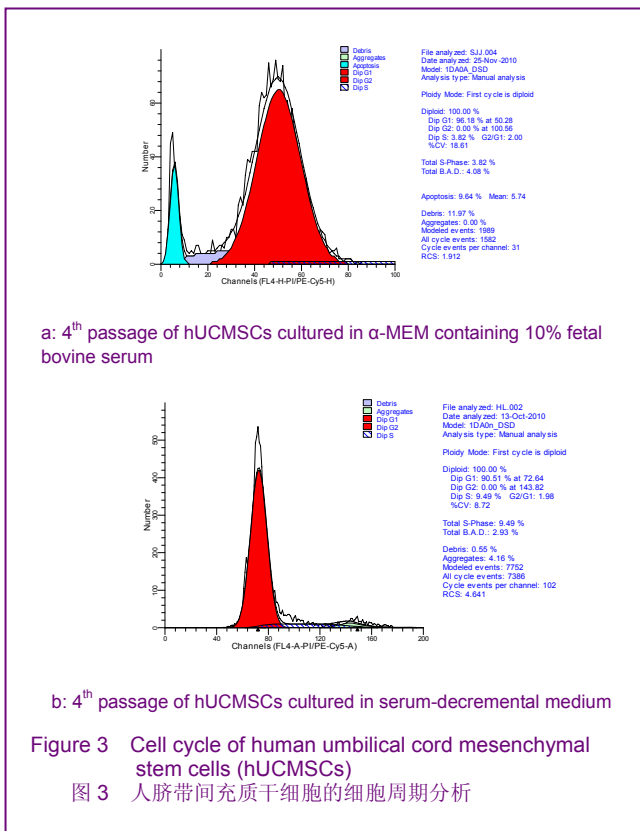 Debris
Aggregates
Apoptosis
Dip G1
Dip G2
Dip S
File analyzed: SJJ.004
Date analyzed: 25-Nov-2010
Model: 1DA0A_DSD
Analysis type: Manual analysis
Ploidy Mode: First cycle is diploid
Diploid: 100.00 %
Dip G1: 96.18 % at 50.28
Dip G2: 0.00 % at 100.56
Dip S: 3.82 % G2/G1: 2.00
%CV: 18.61
Total S-Phase: 3.82 %
Total B.A.D.: 4.08 %
Apoptosis: 9.64 % Mean: 5.74
Debris: 11.97 %
Aggregates: 0.00 %
Modeled events: 1989
All cycle events: 1582
Cycle events per channel: 31
RCS: 1.912
Number
0 20 40 60
0 20 40 60 80 100
Channels (FL4-H-PI/PE-Cy5-H)
a: 4th passage of hUCMSCs cultured in α-MEM containing 10% fetal
bovine serum
Debris
Aggregates
Dip G1
Dip G2
Dip S
File analyzed: HL.002
Date analyzed: 13-Oct-2010
Model: 1DA0n_DSD
Analysis type: Manual analysis
Ploidy Mode: First cycle is diploid
Diploid: 100.00 %
Dip G1: 90.51 % at 72.64
Dip G2: 0.00 % at 143.82
Dip S: 9.49 % G2/G1: 1.98
%CV: 8.72
Total S-Phase: 9.49 %
Total B.A.D.: 2.93 %
Debris: 0.55 %
Aggregates: 4.16 %
Modeled events: 7752
All cycle events: 7386
Cycle events per channel: 102
RCS: 4.641
Number
0 100 200 300 400 500
0 40 80 120 160 200
Channels (FL4-A-PI/PE-Cy5-A)
b: 4th passage of hUCMSCs cultured in serum-decremental medium
Figure 3 Cell cycle of human umbilical cord mesenchymal
stem cells (hUCMSCs)
图 3 人脐带间充质干细胞的细胞周期分析